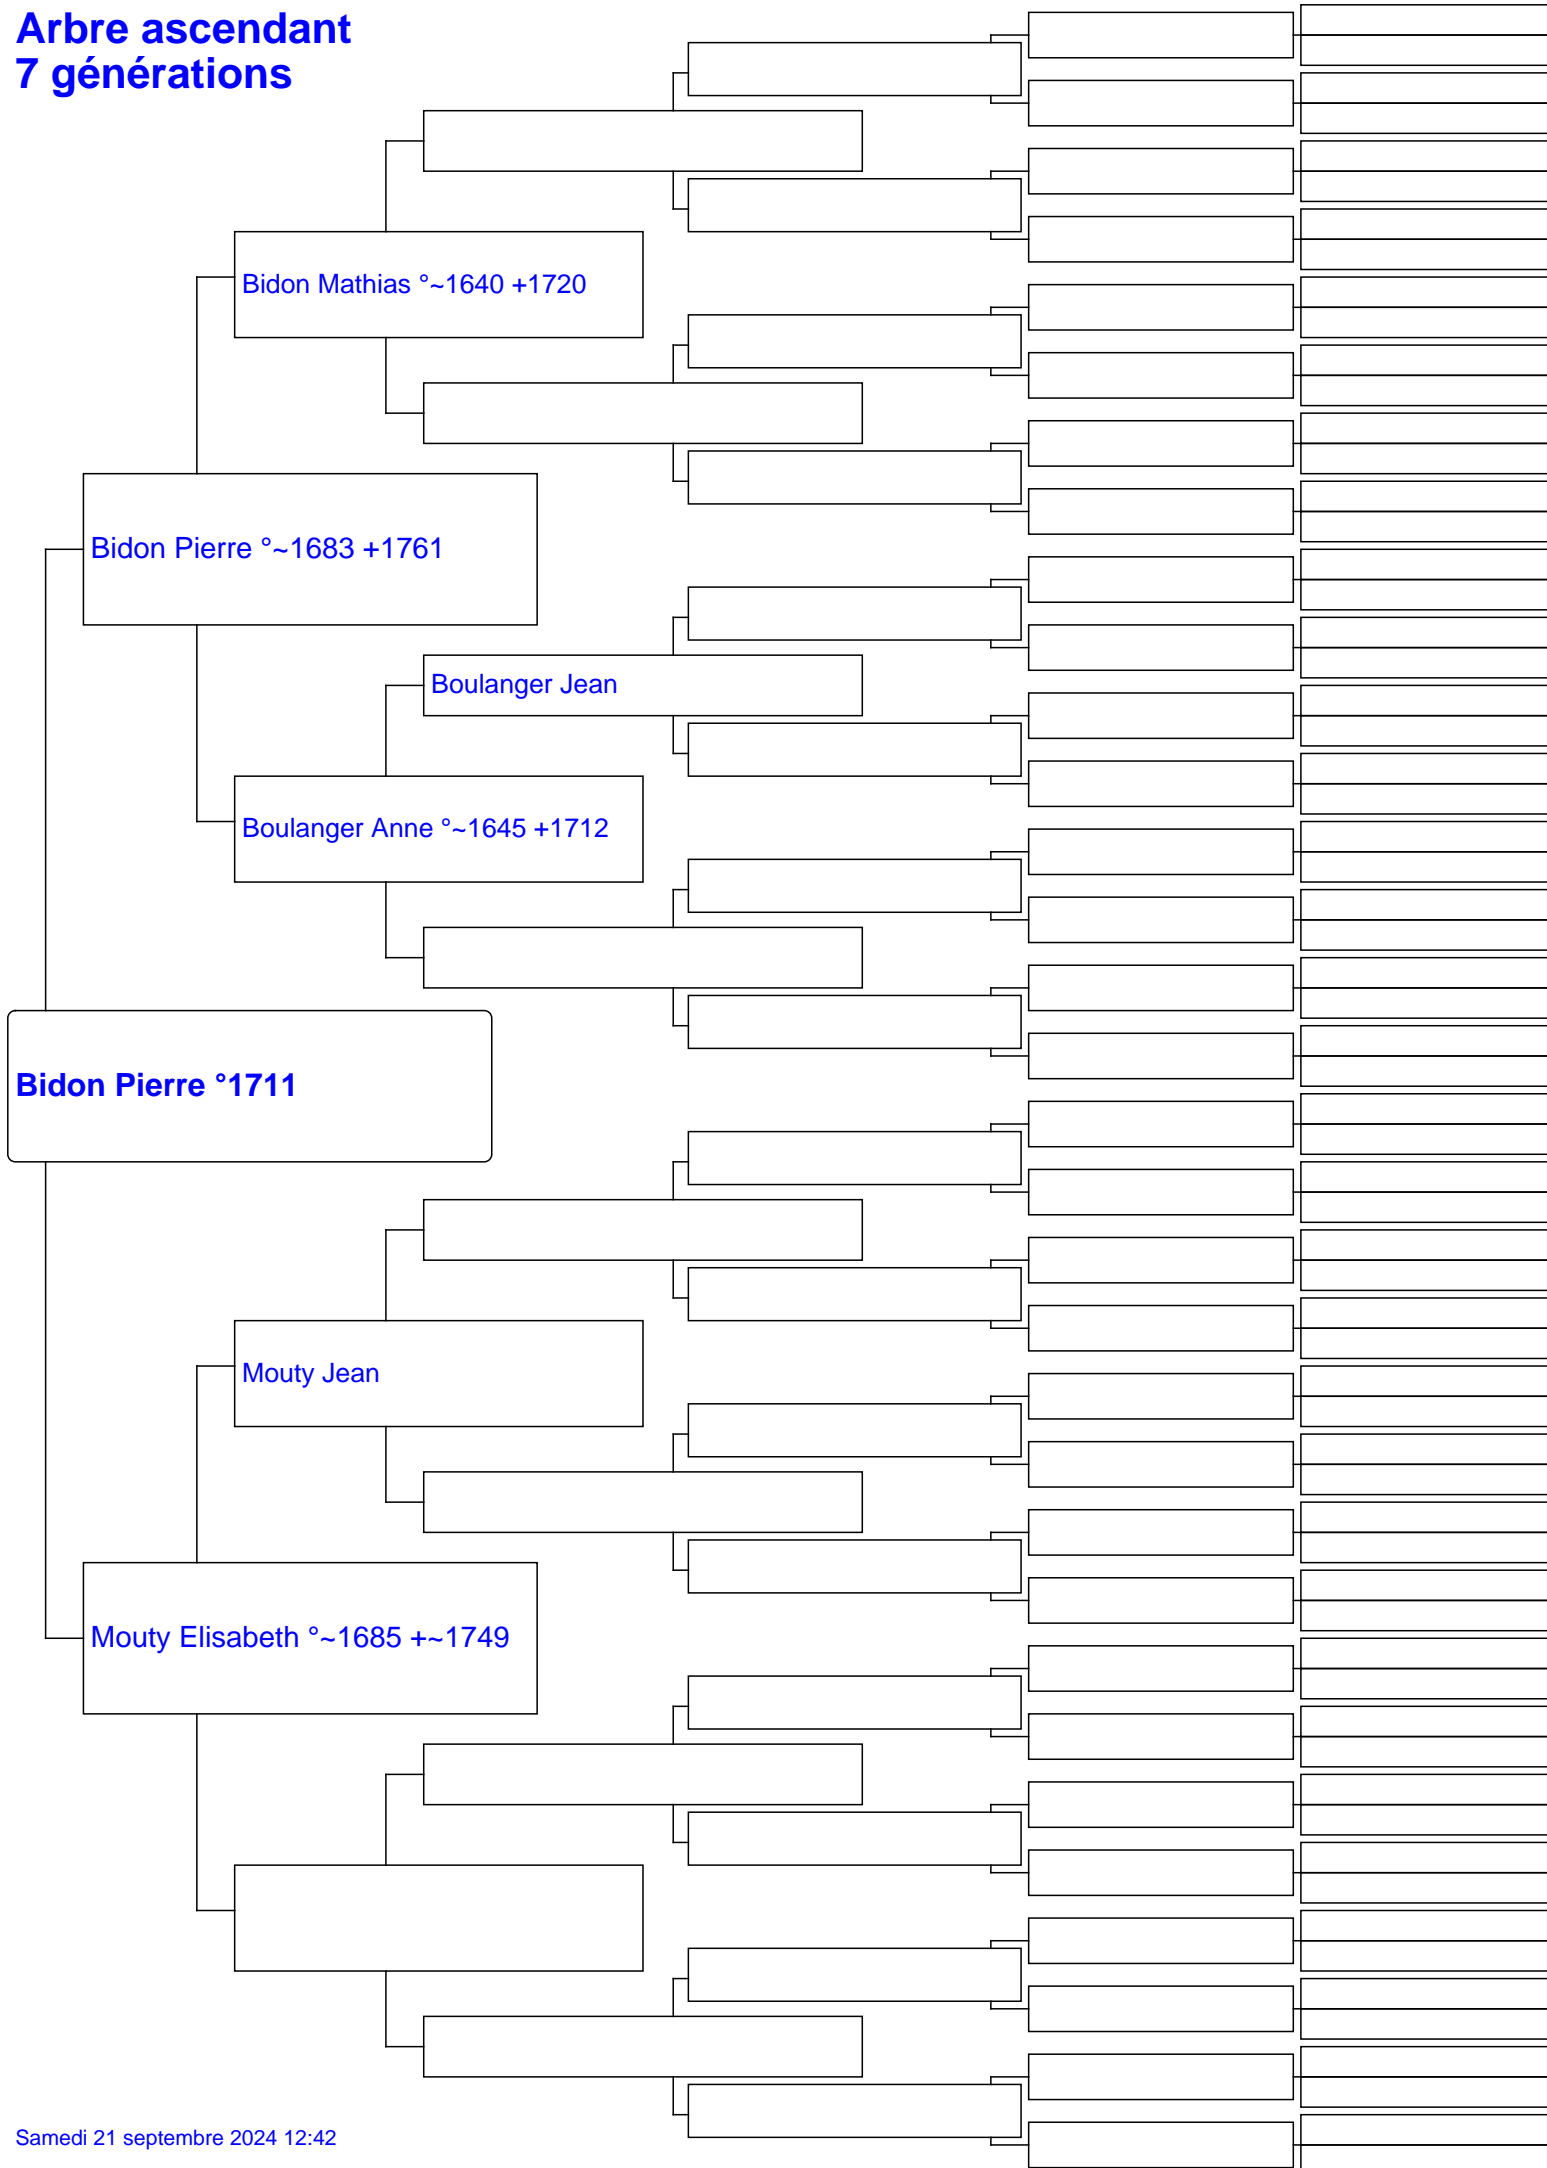 Arbre ascendant
7 générations
Bidon Mathias °~1640 +1720
Bidon Pierre °~1683 +1761
Boulanger Jean
Boulanger Anne °~1645 +1712
Bidon Pierre °1711
Mouty Jean
Mouty Elisabeth °~1685 +~1749
Samedi 21 septembre 2024 12:42